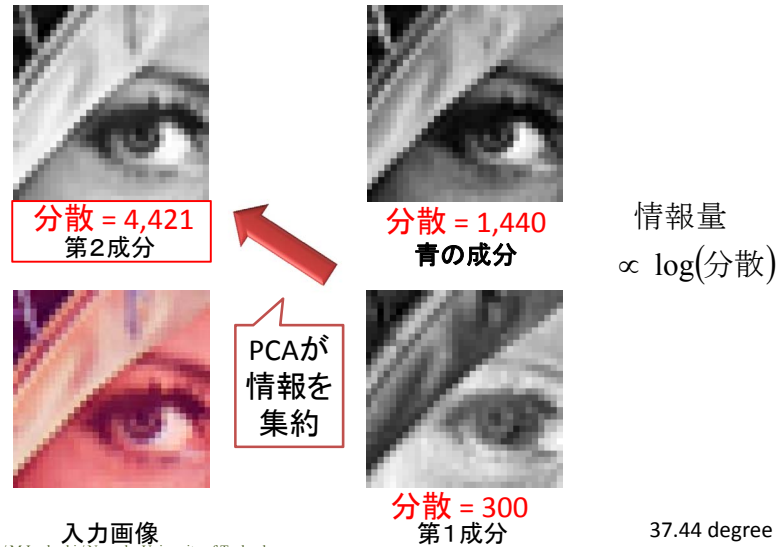 分散 = 4,421
第２成分
分散 = 1,440
青の成分
情報量
∝ log(分散)
PCAが
情報を
集約
入力画像
分散 = 300
第１成分
37.44 degree